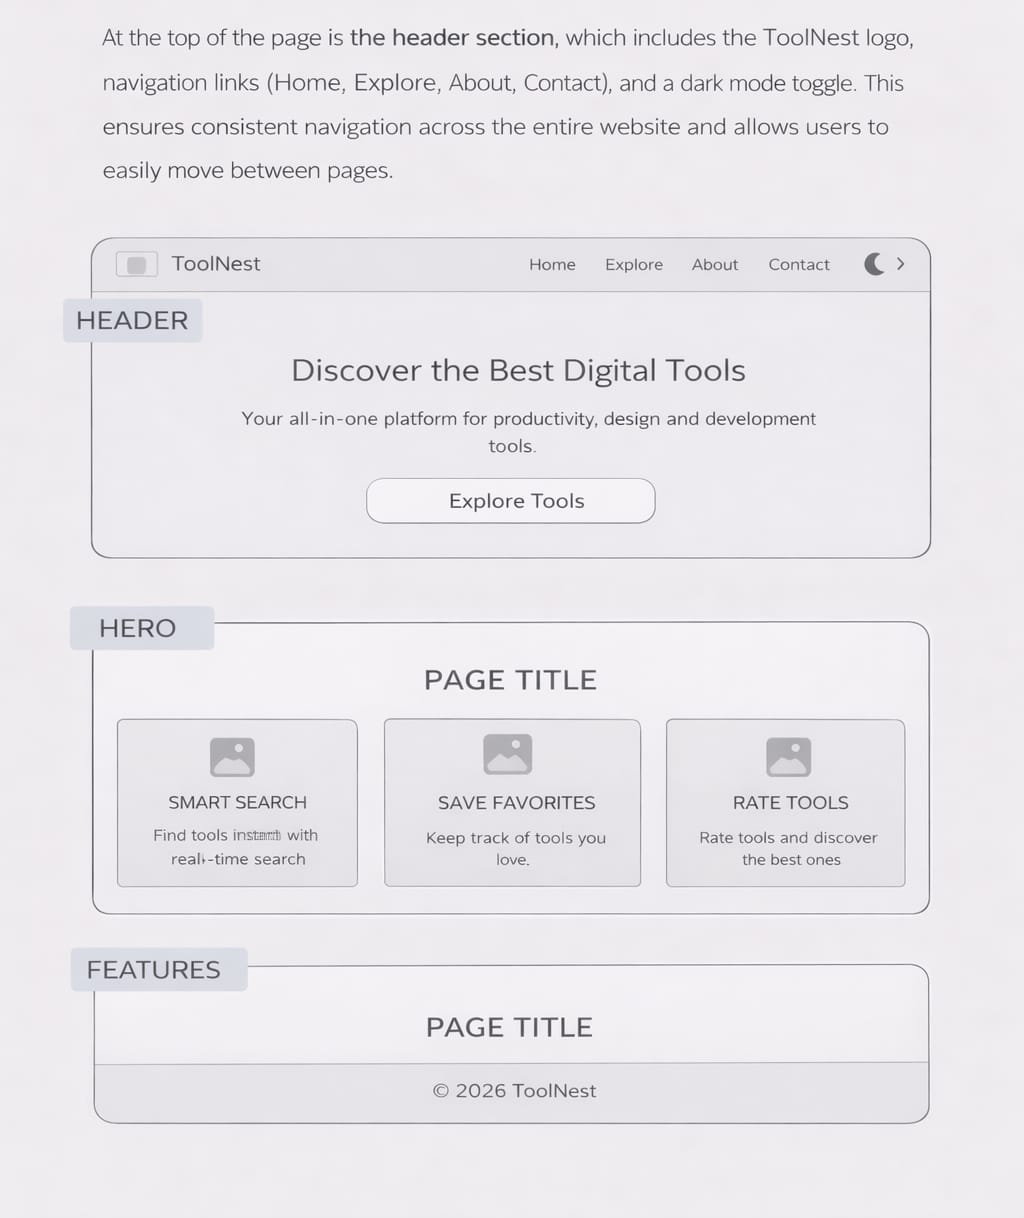 At the top of the page is the header section, which includes the ToolNest logo,
navigation links (Home, Explore, About, Contact), and a dark mode toggle. This
ensures consistent navigation across the entire website and allows users to
easily move between pages.
ToolNest Home Explore About Contact
HEADER
Discover the Best Digital Tools
Your all-in-one platform for productivity, design and development
tools.
Explore Tools
HERO
PAGE TITLE
SMART SEARCH
Find tools with
real-time search
SAVE FAVORITES
Keep track of tools you
love.
RATE TOOLS
Rate tools and discover
the best ones
FEATURES
PAGE TITLE
© 2026 ToolNest